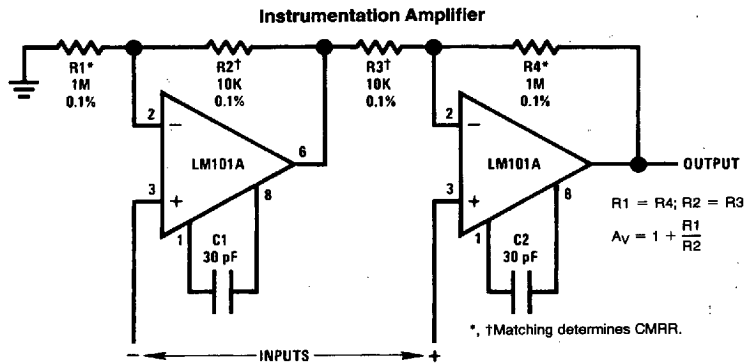 Instrumentation Amplifier
R1*
1M
0.1%
R2†
10K
0.1%
R3†
10K
0.1%
R4*
1M
0.1%
2
−
LM101A
6
3
+
8
1
C1
30 pF
2
−
LM101A
3
+
8
1
C2
30 pF
OUTPUT
R1 = R4; R2 = R3
AV = 1 + R1/R2
*, †Matching determines CMRR.
− INPUTS +